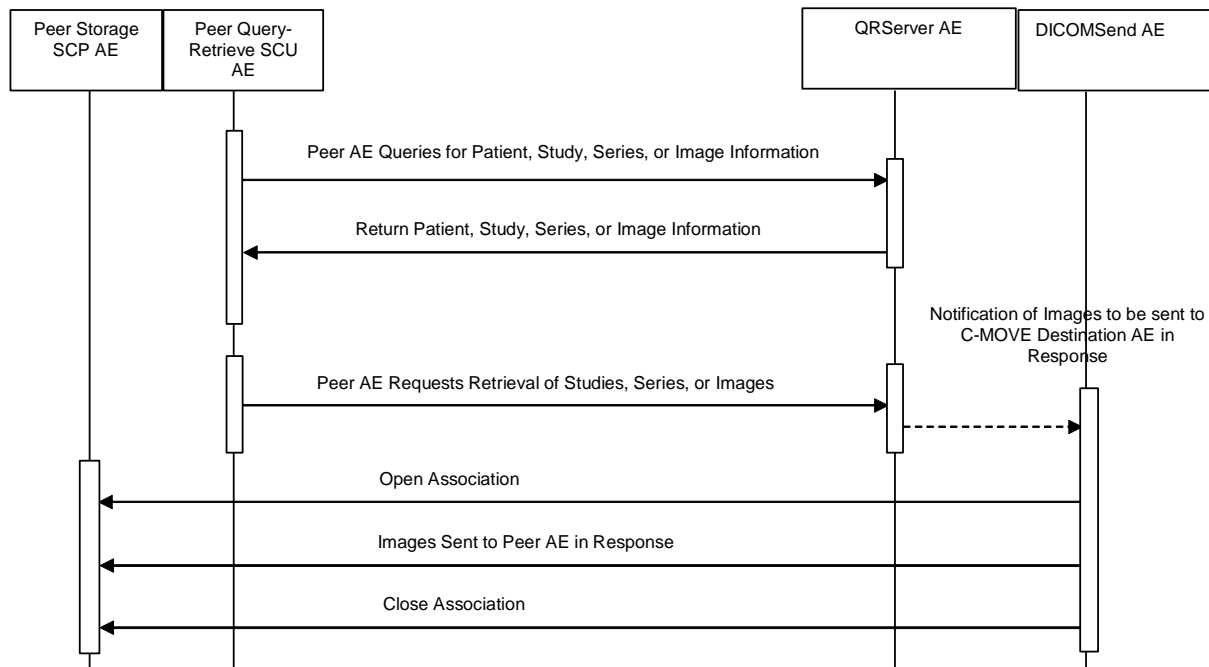 Peer Storage
SCP AE
Peer Query-
Retrieve SCU
AE
QRServer AE
DICOMSend AE
Peer AE Queries for Patient, Study, Series, or Image Information
Return Patient, Study, Series, or Image Information
Notification of Images to be sent to
C-MOVE Destination AE in
Response
Peer AE Requests Retrieval of Studies, Series, or Images
Open Association
Images Sent to Peer AE in Response
Close Association